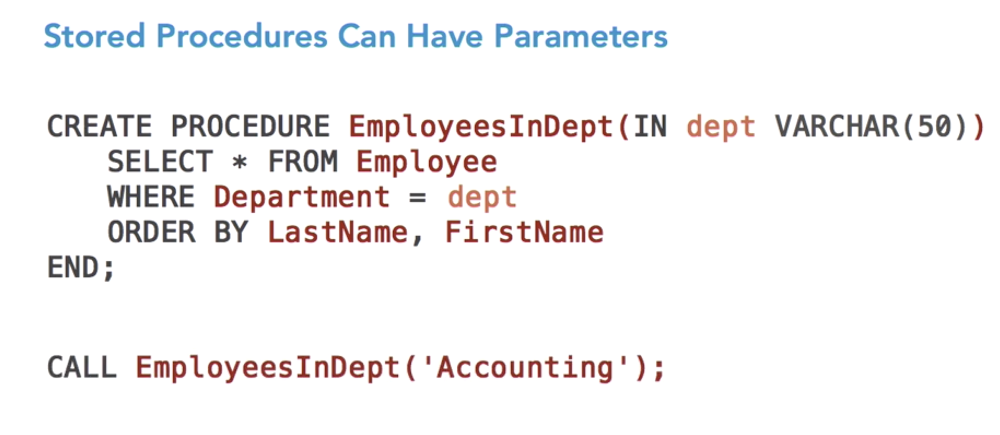 Stored Procedures Can Have Parameters
CREATE PROCEDURE EmployeesInDept(IN dept VARCHAR(50))
SELECT * FROM Employee
WHERE Department = dept
ORDER BY LastName, FirstName
END;
CALL EmployeesInDept('Accounting');